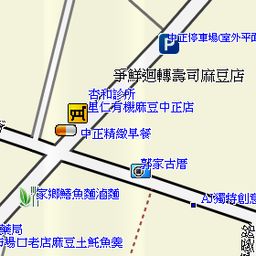 中正停車場(室外平面
爭鮮迴轉壽司麻豆店
杏和診所
里仁有機麻豆中正店
中正精緻早餐
郭家古厝
家鄉鱔魚麵滷麵
AJ獨特創意
藥局
市場口老店麻豆土魠魚羹